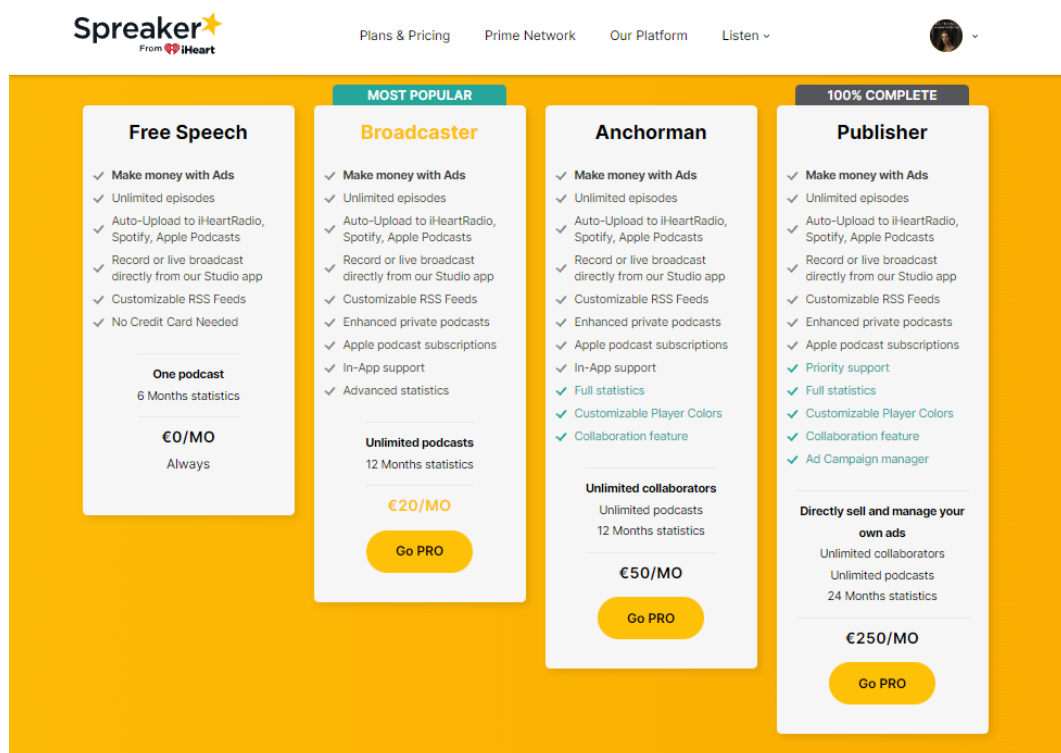 Spreaker
From iHeart
Plans & Pricing
Prime Network
Our Platform
Listen
Free Speech
Make money with Ads
Unlimited episodes
Auto-Upload to iHeartRadio,
Spotify, Apple Podcasts
Record or live broadcast
directly from our Studio app
Customizable RSS Feeds
No Credit Card Needed
One podcast
6 Months statistics
€0/MO
Always
MOST POPULAR
Broadcaster
Make money with Ads
Unlimited episodes
Auto-Upload to iHeartRadio,
Spotify, Apple Podcasts
Record or live broadcast
directly from our Studio app
Customizable RSS Feeds
Enhanced private podcasts
Apple podcast subscriptions
In-App support
Advanced statistics
Unlimited podcasts
12 Months statistics
€20/MO
Go PRO
Anchorman
Make money with Ads
Unlimited episodes
Auto-Upload to iHeartRadio,
Spotify, Apple Podcasts
Record or live broadcast
directly from our Studio app
Customizable RSS Feeds
Enhanced private podcasts
Apple podcast subscriptions
In-App support
Full statistics
Customizable Player Colors
Collaboration feature
Unlimited collaborators
Unlimited podcasts
12 Months statistics
€50/MO
Go PRO
100% COMPLETE
Publisher
Make money with Ads
Unlimited episodes
Auto-Upload to iHeartRadio,
Spotify, Apple Podcasts
Record or live broadcast
directly from our Studio app
Customizable RSS Feeds
Enhanced private podcasts
Apple podcast subscriptions
Priority support
Full statistics
Customizable Player Colors
Collaboration feature
Ad Campaign manager
Directly sell and manage your
own ads
Unlimited collaborators
Unlimited podcasts
24 Months statistics
€250/MO
Go PRO